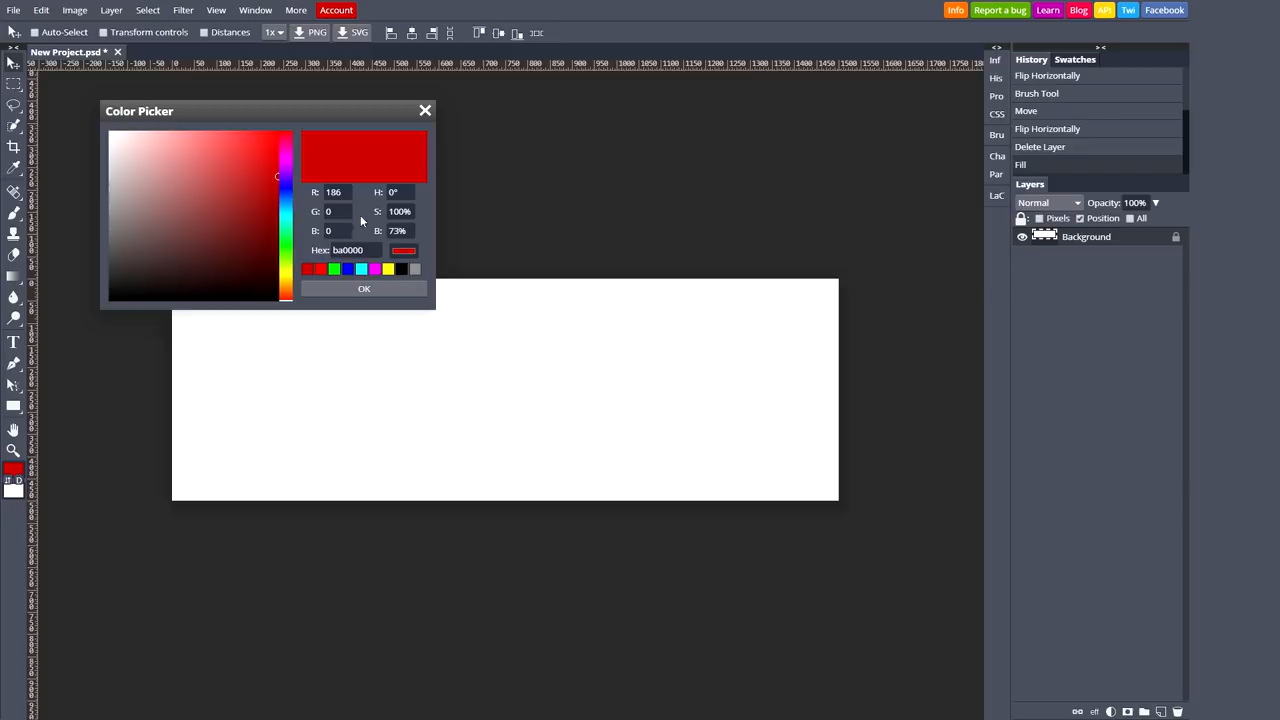 File Edit Image Layer Select Filter View Window More Account Info Report a bug Learn Blog API Twi Facebook
Auto-Select Transform controls Distances 1x PNG SVG
New Project.psd *
Inf
His
Pro
CSS
Bru
Cha
Par
LaC
History Swatches
Flip Horizontally
Brush Tool
Move
Flip Horizontally
Delete Layer
Fill
Layers
Normal Opacity: 100%
Pixels Position All
Background
Color Picker
R: 186 H: 0°
G: 0 S: 100%
B: 0 B: 73%
Hex: ba0000
OK
D
eff